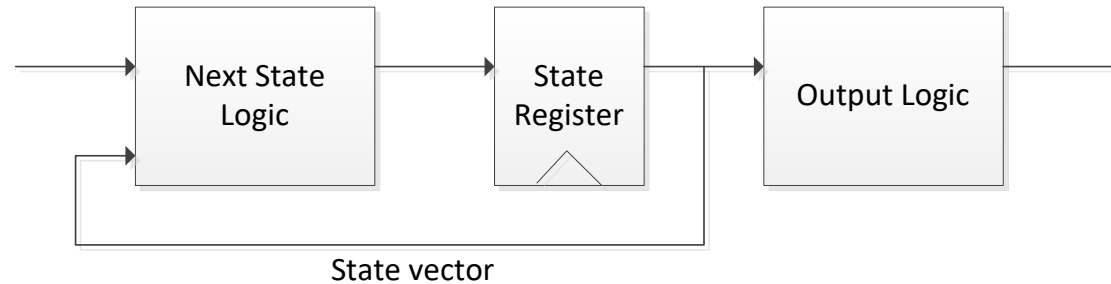 Next State
Logic
State
Register
Output Logic
State vector